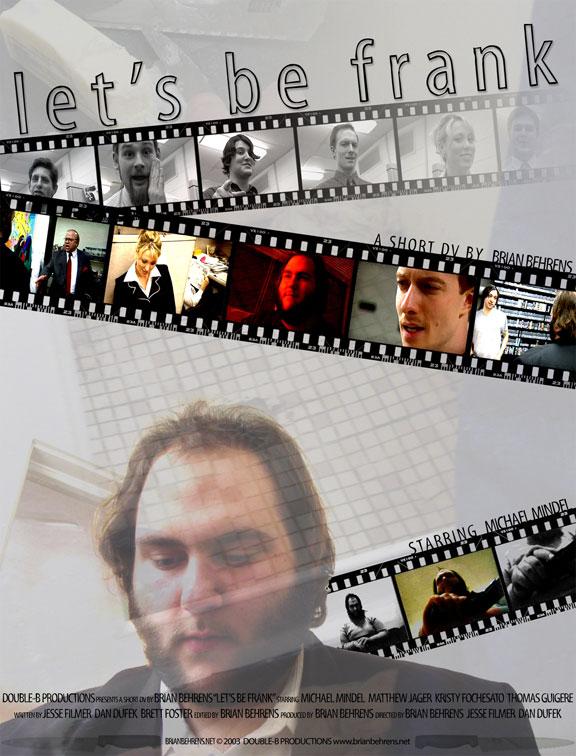 let's be frank
A SHORT DV BY BRIAN BEHRENS
STARRING MICHAEL MINDEL
DOUBLE-B PRODUCTIONS PRESENTS A SHORT DV BY BRIAN BEHRENS "LET'S BE FRANK" STARRING MICHAEL MINDEL MATTHEW JAGER KRISTY FOCHESATO THOMAS GUIGERE
WRITTEN BY JESSE FILMER DAN DUFEK BRETT FOSTER EDITED BY BRIAN BEHRENS PRODUCED BY BRIAN BEHRENS DIRECTED BY BRIAN BEHRENS JESSE FILMER DAN DUFEK
BRIANBEHRENS.NET © 2003 DOUBLE-B PRODUCTIONS www.brianbehrens.net